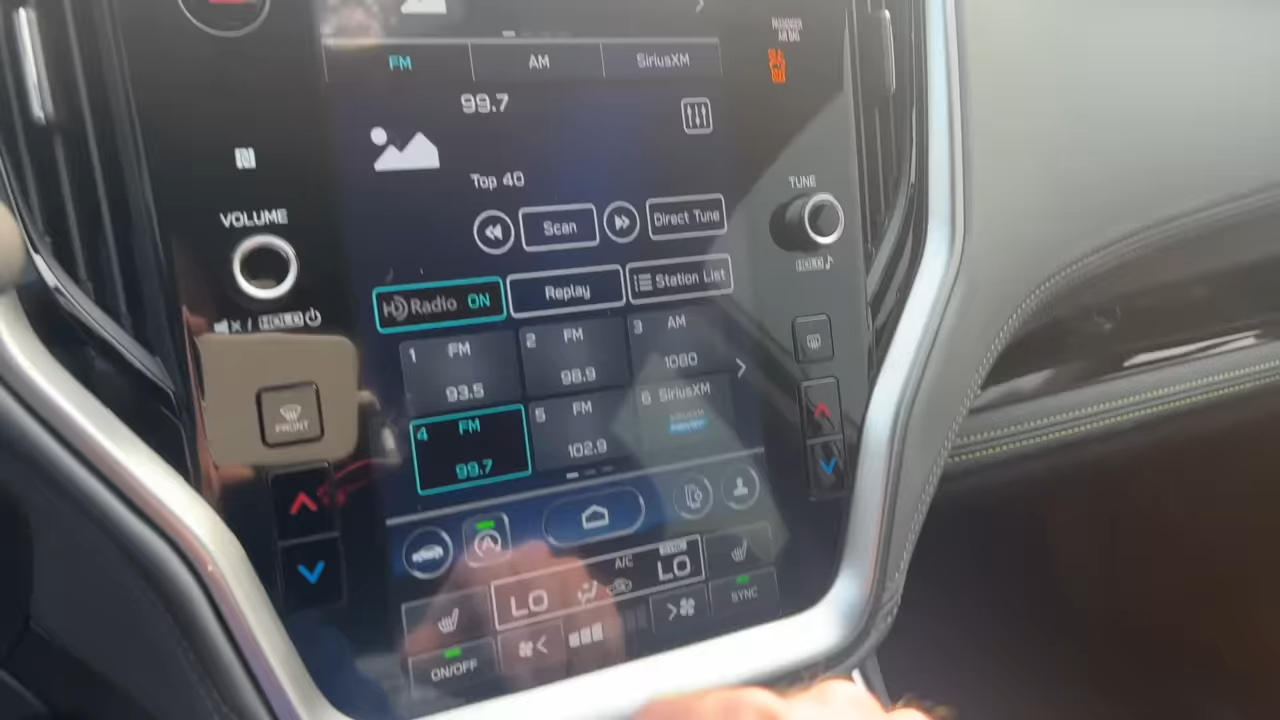 PASSENGER
AIR BAG
FM AM SiriusXM
99.7
Top 40
Scan Direct Tune
VOLUME
TUNE
HOLD
HD Radio ON Replay Station List
/ HOLD
1 FM 93.5
2 FM 98.9
3 AM 1080
4 FM 99.7
5 FM 102.9
6 SiriusXM
FRONT
A
A/C
LO LO
ON/OFF SYNC